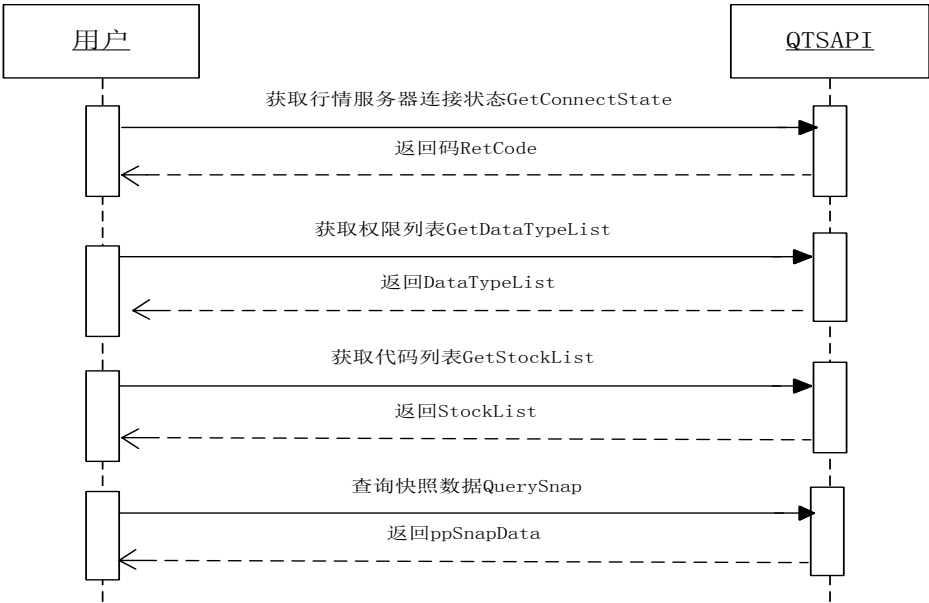 用户
QTSAPI
获取行情服务器连接状态GetConnectState
返回码RetCode
获取权限列表GetDataTypeList
返回DataTypeList
获取代码列表GetStockList
返回StockList
查询快照数据QuerySnap
返回ppSnapData